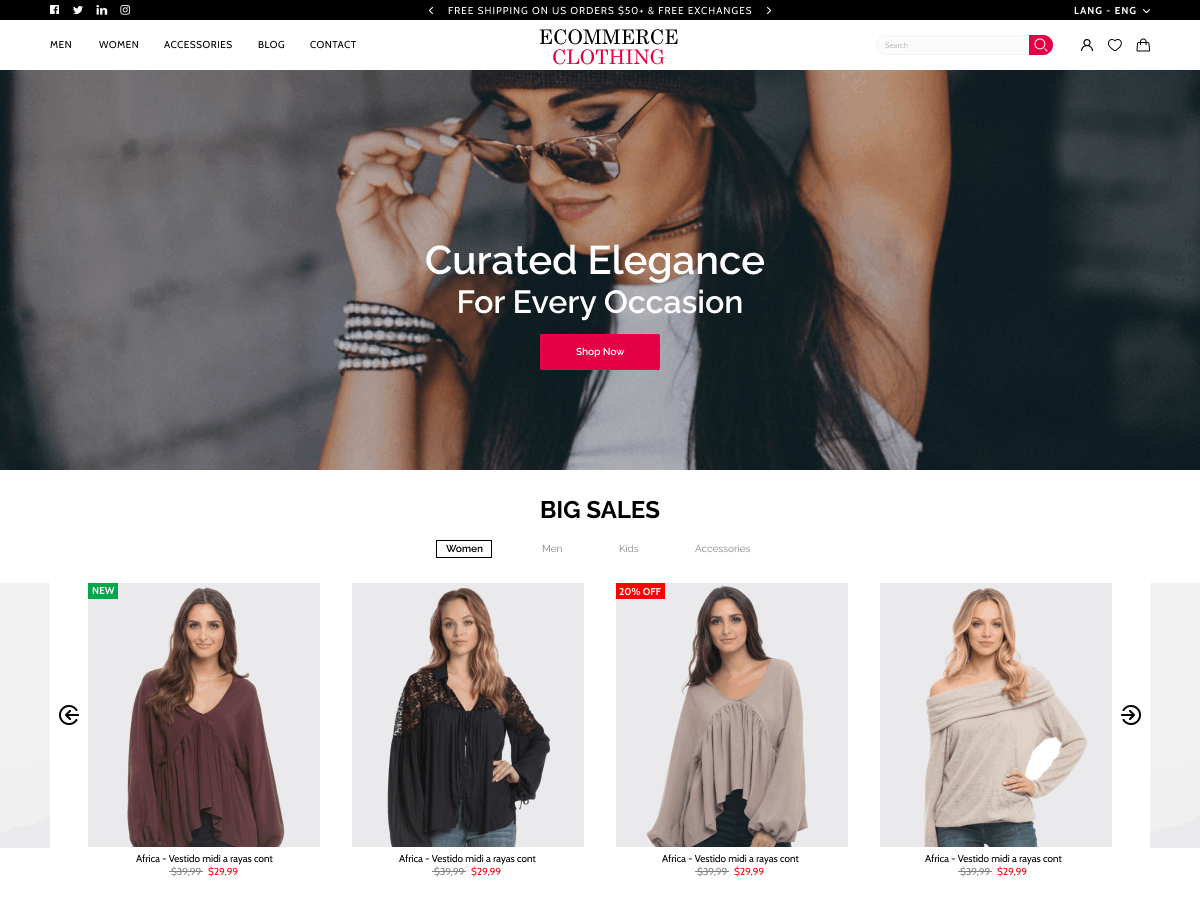 FREE SHIPPING ON US ORDERS $50+ & FREE EXCHANGES
LANG - ENG
MEN WOMEN ACCESSORIES BLOG CONTACT
ECOMMERCE
CLOTHING
Search
Curated Elegance
For Every Occasion
Shop Now
BIG SALES
Women Men Kids Accessories
NEW
20% OFF
Africa - Vestido midi a rayas cont
$39,99 $29,99
Africa - Vestido midi a rayas cont
$39,99 $29,99
Africa - Vestido midi a rayas cont
$39,99 $29,99
Africa - Vestido midi a rayas cont
$39,99 $29,99